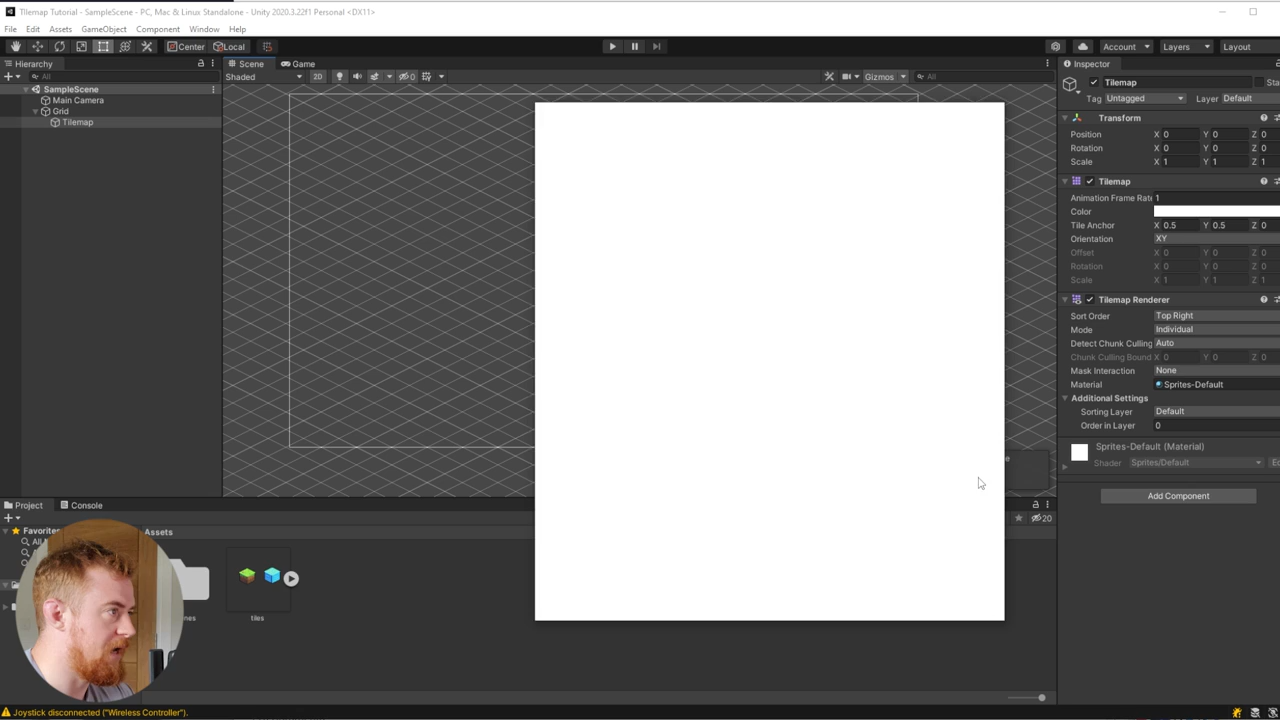 Tilemap Tutorial - SampleScene - PC, Mac & Linux Standalone - Unity 2020.3.22f1 Personal <DX11>
File Edit Assets GameObject Component Window Help
Center Local
Account Layers Layout
Hierarchy
All
SampleScene
Main Camera
Grid
Tilemap
Scene Game
Shaded 2D 0 Gizmos All
Inspector
Tilemap Sta
Tag Untagged Layer Default
Transform
Position X 0 Y 0 Z 0
Rotation X 0 Y 0 Z 0
Scale X 1 Y 1 Z 1
Tilemap
Animation Frame Rate 1
Color
Tile Anchor X 0.5 Y 0.5 Z 0
Orientation XY
Offset X 0 Y 0 Z 0
Rotation X 0 Y 0 Z 0
Scale X 1 Y 1 Z 1
Tilemap Renderer
Sort Order Top Right
Mode Individual
Detect Chunk Culling Auto
Chunk Culling Bound X 0 Y 0 Z 0
Mask Interaction None
Material Sprites-Default
Additional Settings
Sorting Layer Default
Order in Layer 0
Sprites-Default (Material)
Shader Sprites/Default Ed
Add Component
Project Console
20
Favorites
Assets
nes
tiles
Joystick disconnected ("Wireless Controller").